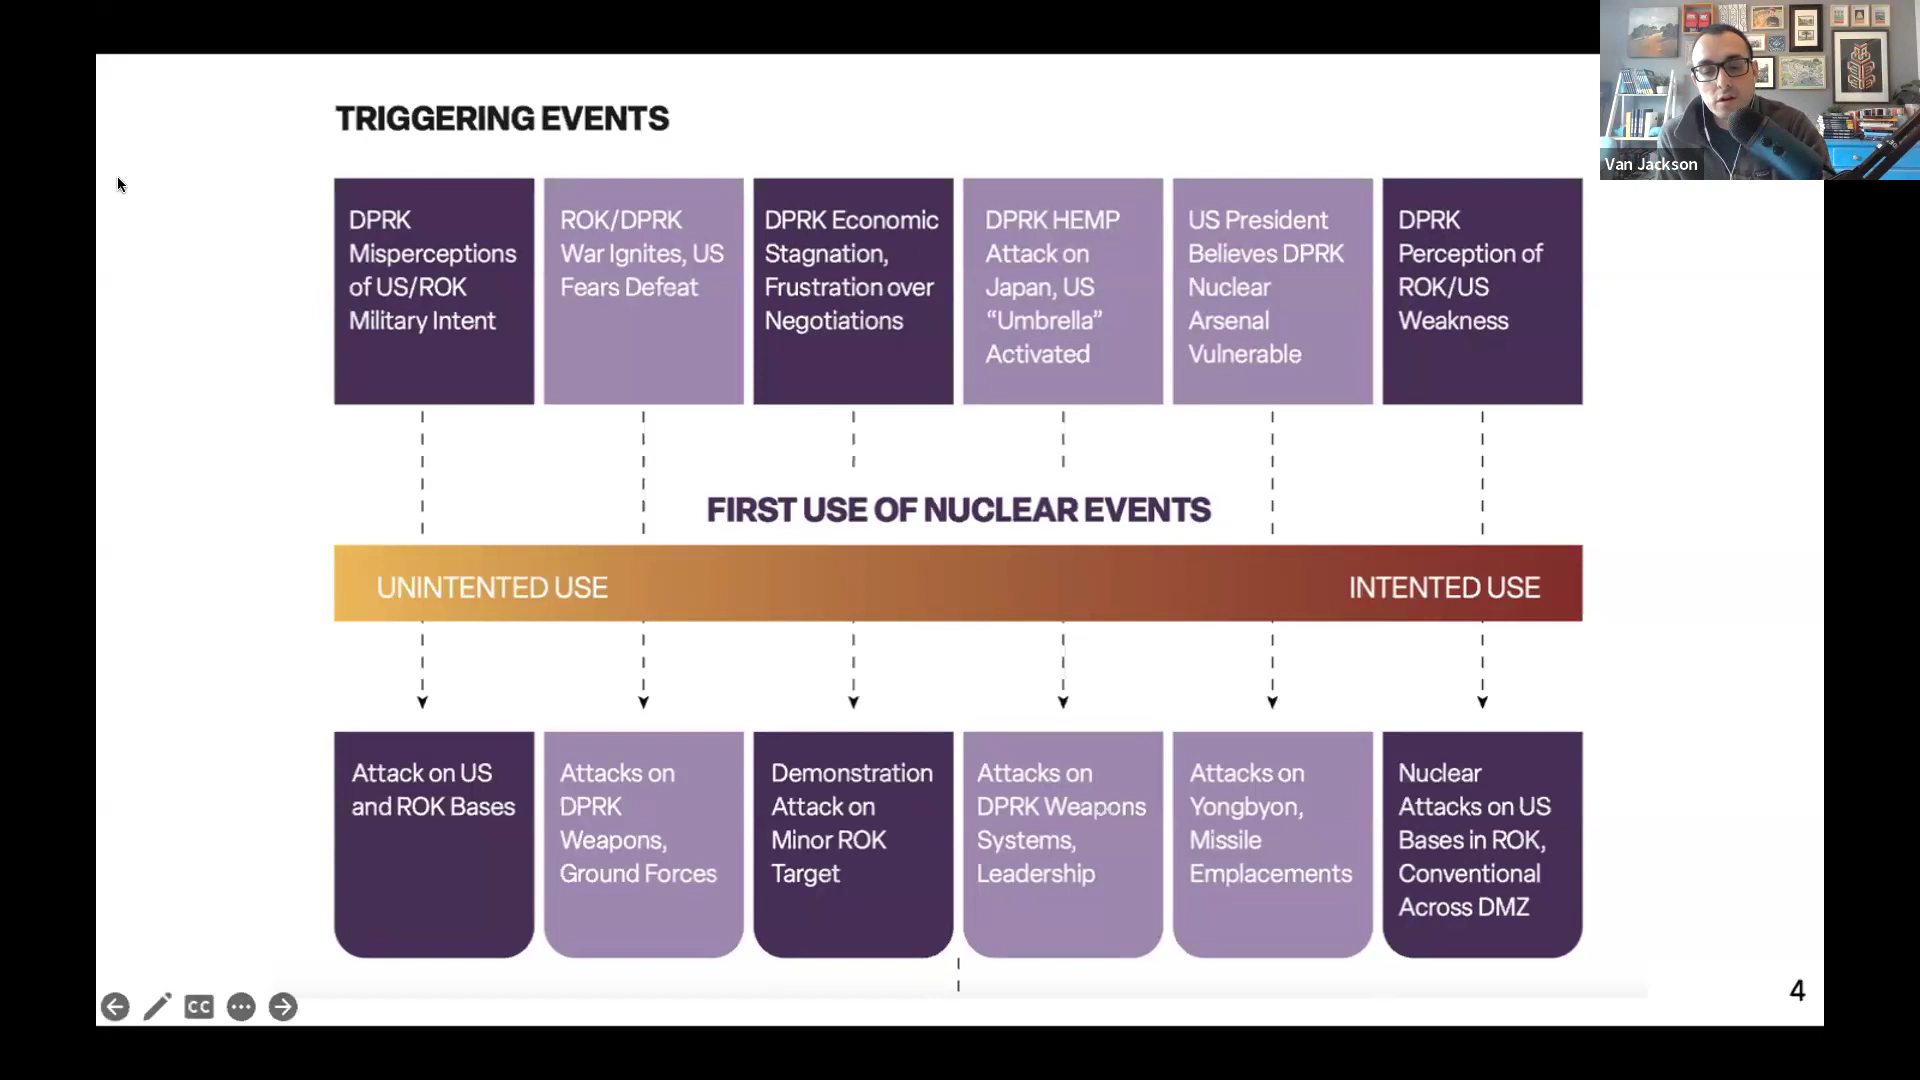 TRIGGERING EVENTS
Van Jackson
DPRK
Misperceptions
of US/ROK
Military Intent
ROK/DPRK
War Ignites, US
Fears Defeat
DPRK Economic
Stagnation,
Frustration over
Negotiations
DPRK HEMP
Attack on
Japan, US
“Umbrella”
Activated
US President
Believes DPRK
Nuclear
Arsenal
Vulnerable
DPRK
Perception of
ROK/US
Weakness
FIRST USE OF NUCLEAR EVENTS
UNINTENTED USE
INTENTED USE
Attack on US
and ROK Bases
Attacks on
DPRK
Weapons,
Ground Forces
Demonstration
Attack on
Minor ROK
Target
Attacks on
DPRK Weapons
Systems,
Leadership
Attacks on
Yongbyon,
Missile
Emplacements
Nuclear
Attacks on US
Bases in ROK,
Conventional
Across DMZ
CC
4